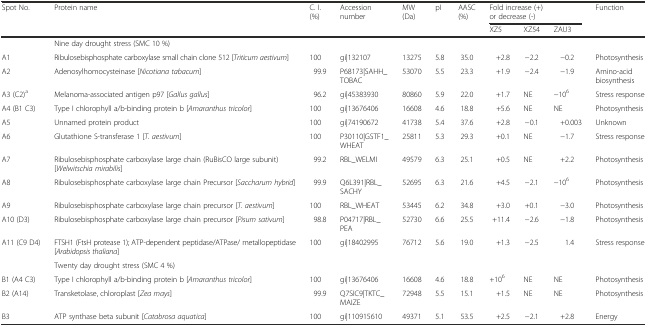 Spot No. Protein name C. I. (%) Accession number MW (Da) pI AASC (%) Fold increase (+) or decrease (-) Function
XZ5 XZ54 ZAU3
Nine day drought stress (SMC 10 %)
A1 Ribulosebisphosphate carboxylase small chain clone 512 [Triticum aestivum] 100 gi|132107 13275 5.8 35.0 +2.8 −2.2 −0.2 Photosynthesis
A2 Adenosylhomocysteinase [Nicotiana tabacum] 99.9 P68173|SAHH_TOBAC 53070 5.5 23.3 +1.9 −2.4 −1.9 Amino-acid biosynthesis
A3 (C2)a Melanoma-associated antigen p97 [Gallus gallus] 96.2 gi|45383930 80860 5.9 22.0 +1.7 NE −10⁶ Stress response
A4 (B1 C3) Type I chlorophyll a/b-binding protein b [Amaranthus tricolor] 100 gi|13676406 16608 4.6 18.8 +5.6 NE NE Photosynthesis
A5 Unnamed protein product 100 gi|74190672 41738 5.4 37.6 +2.8 −0.1 +0.003 Unknown
A6 Glutathione S-transferase 1 [T. aestivum] 100 P30110|GSTF1_WHEAT 25811 5.3 29.3 +0.1 NE −1.7 Stress response
A7 Ribulosebisphosphate carboxylase large chain (RuBisCO large subunit) [Welwitschia mirabilis] 99.2 RBL_WELMI 49579 6.3 25.1 +0.5 NE +2.2 Photosynthesis
A8 Ribulosebisphosphate carboxylase large chain Precursor [Saccharum hybrid] 99.9 Q6L391|RBL_SACHY 52695 6.3 21.6 +4.5 −2.1 −10⁶ Photosynthesis
A9 Ribulosebisphosphate carboxylase large chain precursor [T. aestivum] 100 RBL_WHEAT 53445 6.2 34.8 +3.0 +0.1 −3.0 Photosynthesis
A10 (D3) Ribulosebisphosphate carboxylase large chain precursor [Pisum sativum] 98.8 P04717|RBL_PEA 52730 6.6 25.5 +11.4 −2.6 −1.8 Photosynthesis
A11 (C9 D4) FTSH1 (FtsH protease 1); ATP-dependent peptidase/ATPase/ metallopeptidase [Arabidopsis thaliana] 100 gi|18402995 76712 5.6 19.0 +1.3 −2.5 1.4 Stress response
Twenty day drought stress (SMC 4 %)
B1 (A4 C3) Type I chlorophyll a/b-binding protein b [Amaranthus tricolor] 100 gi|13676406 16608 4.6 18.8 +10⁶ NE NE Photosynthesis
B2 (A14) Transketolase, chloroplast [Zea mays] 99.9 Q7SIC9|TKTC_MAIZE 72948 5.5 15.1 +1.5 NE NE Photosynthesis
B3 ATP synthase beta subunit [Catabrosa aquatica] 100 gi|110915610 49371 5.1 53.5 +2.5 −2.1 +2.8 Energy